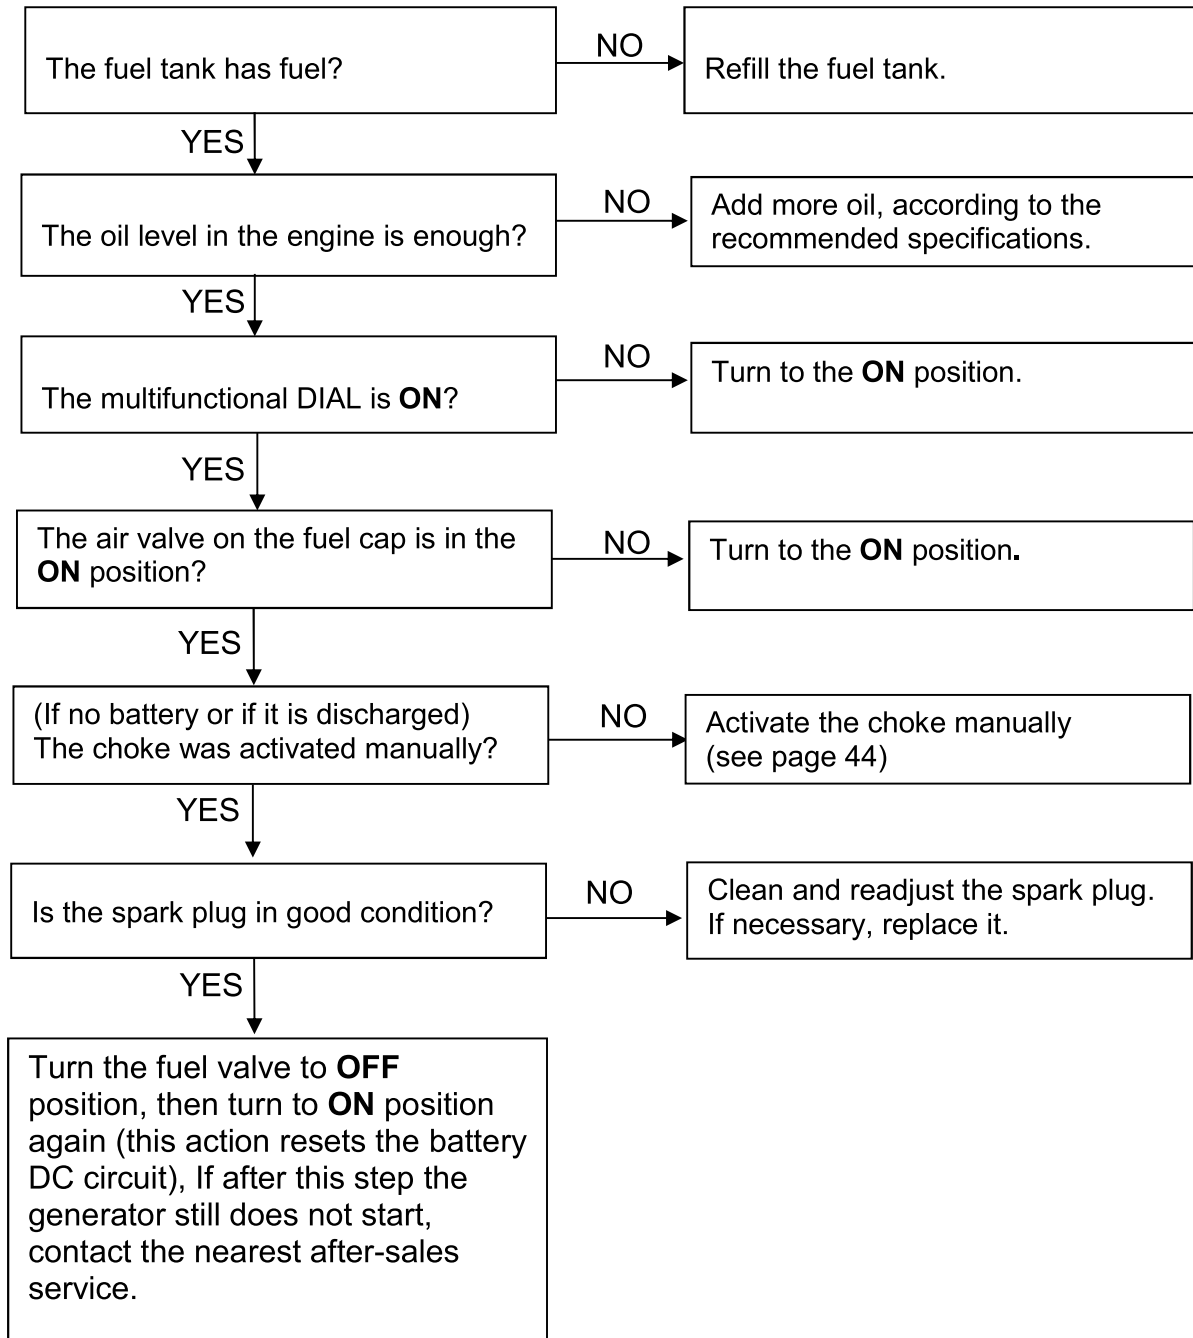 The fuel tank has fuel?
NO
Refill the fuel tank.
YES
The oil level in the engine is enough?
NO
Add more oil, according to the
recommended specifications.
YES
The multifunctional DIAL is ON?
NO
Turn to the ON position.
YES
The air valve on the fuel cap is in the
ON position?
NO
Turn to the ON position.
YES
(If no battery or if it is discharged)
The choke was activated manually?
NO
Activate the choke manually
(see page 44)
YES
Is the spark plug in good condition?
NO
Clean and readjust the spark plug.
If necessary, replace it.
YES
Turn the fuel valve to OFF
position, then turn to ON position
again (this action resets the battery
DC circuit), If after this step the
generator still does not start,
contact the nearest after-sales
service.